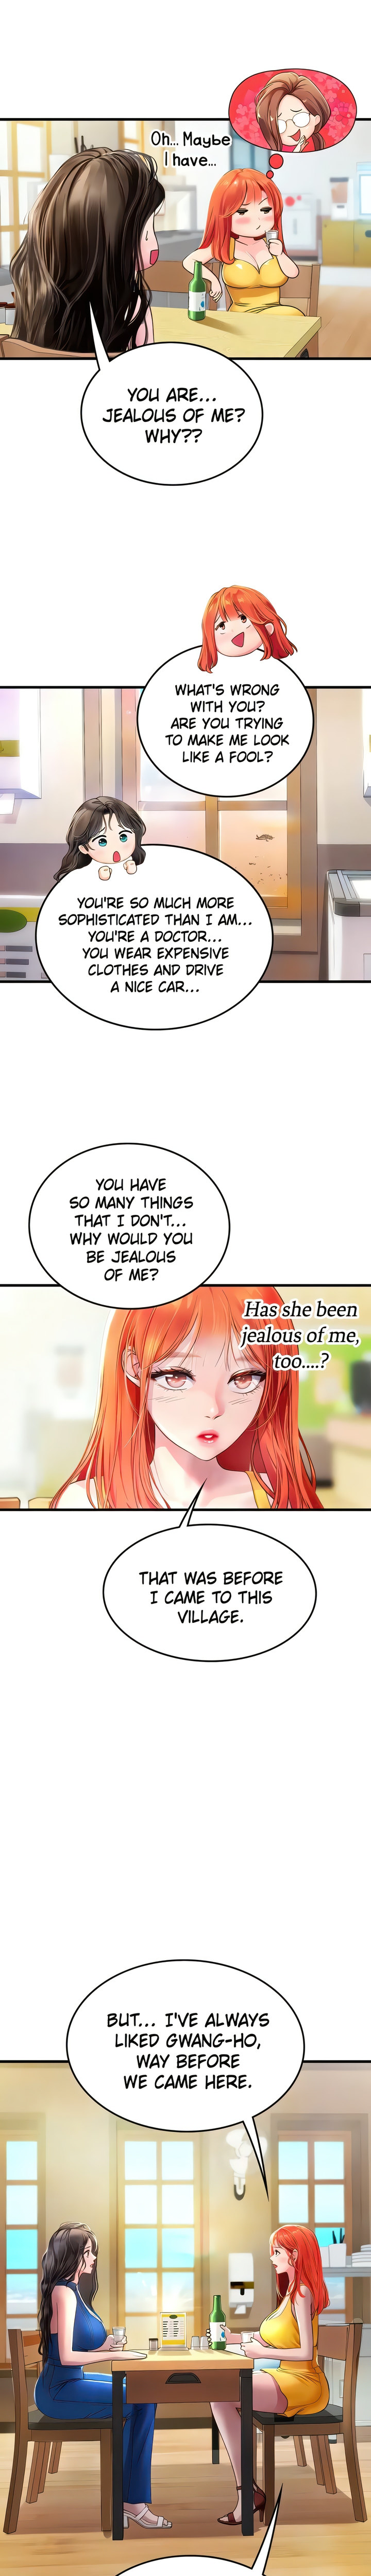 Oh... Maybe
I have...
YOU ARE...
JEALOUS OF ME?
WHY??
WHAT'S WRONG
WITH YOU?
ARE YOU TRYING
TO MAKE ME LOOK
LIKE A FOOL?
YOU'RE SO MUCH MORE
SOPHISTICATED THAN I AM...
YOU'RE A DOCTOR...
YOU WEAR EXPENSIVE
CLOTHES AND DRIVE
A NICE CAR...
YOU HAVE
SO MANY THINGS
THAT I DON'T...
WHY WOULD YOU
BE JEALOUS
OF ME?
Has she been
jealous of me,
too....?
THAT WAS BEFORE
I CAME TO THIS
VILLAGE.
BUT... I'VE ALWAYS
LIKED GWANG-HO,
WAY BEFORE
WE CAME HERE.